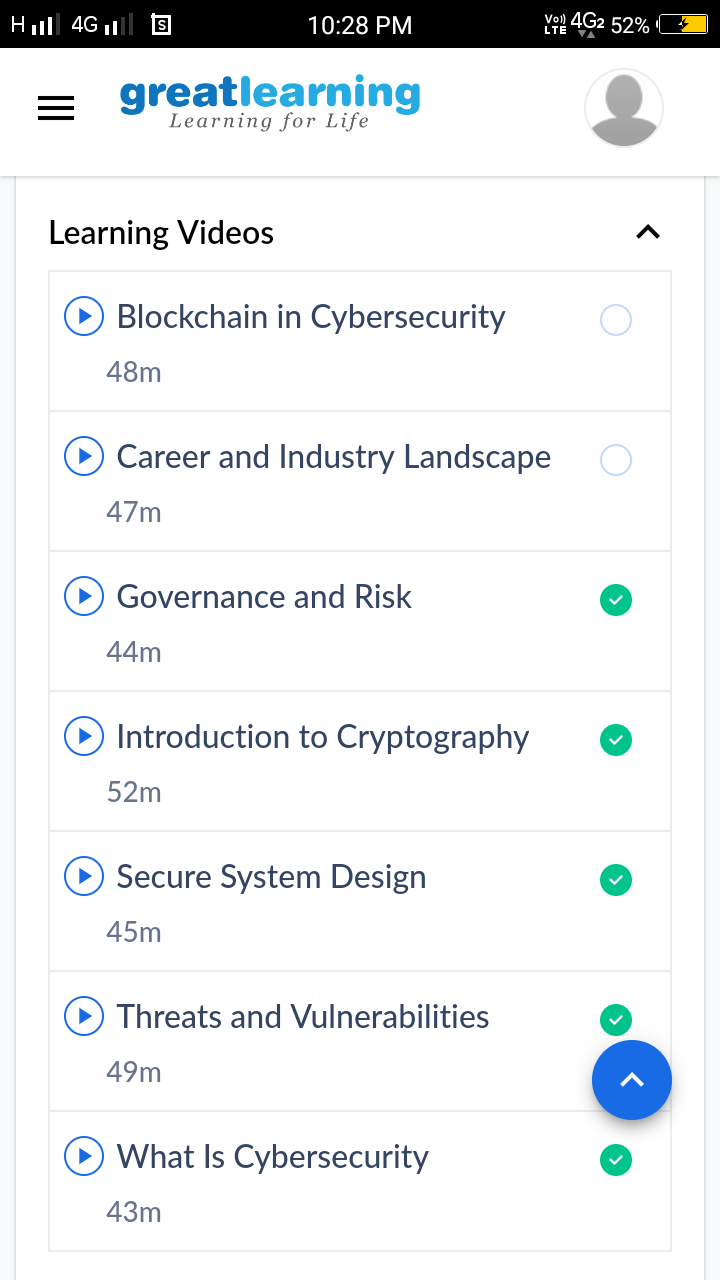 H 4G S 10:28 PM Vo)) LTE 4G2 52%
greatlearning
Learning for Life
Learning Videos
Blockchain in Cybersecurity
48m
Career and Industry Landscape
47m
Governance and Risk
44m
Introduction to Cryptography
52m
Secure System Design
45m
Threats and Vulnerabilities
49m
What Is Cybersecurity
43m